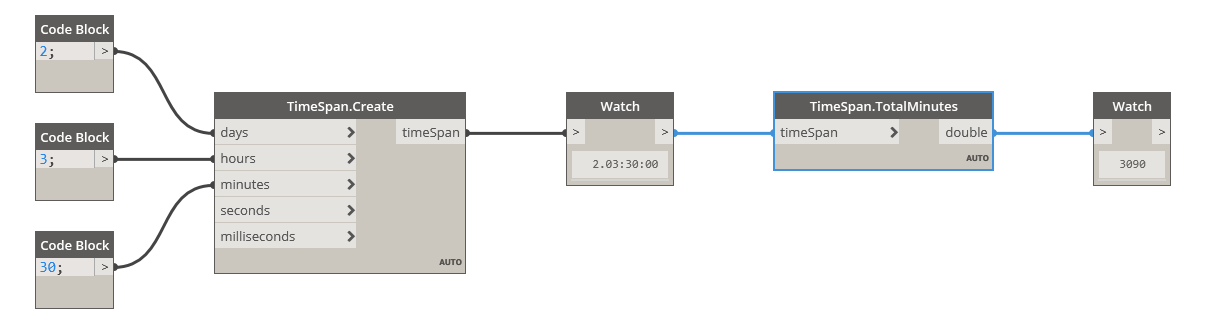 Code Block
2;
>
Code Block
3;
>
Code Block
30;
>
TimeSpan.Create
days
timeSpan
hours
minutes
seconds
milliseconds
AUTO
Watch
>
>
2.03:30:00
TimeSpan.TotalMinutes
timeSpan
double
AUTO
Watch
>
>
3090